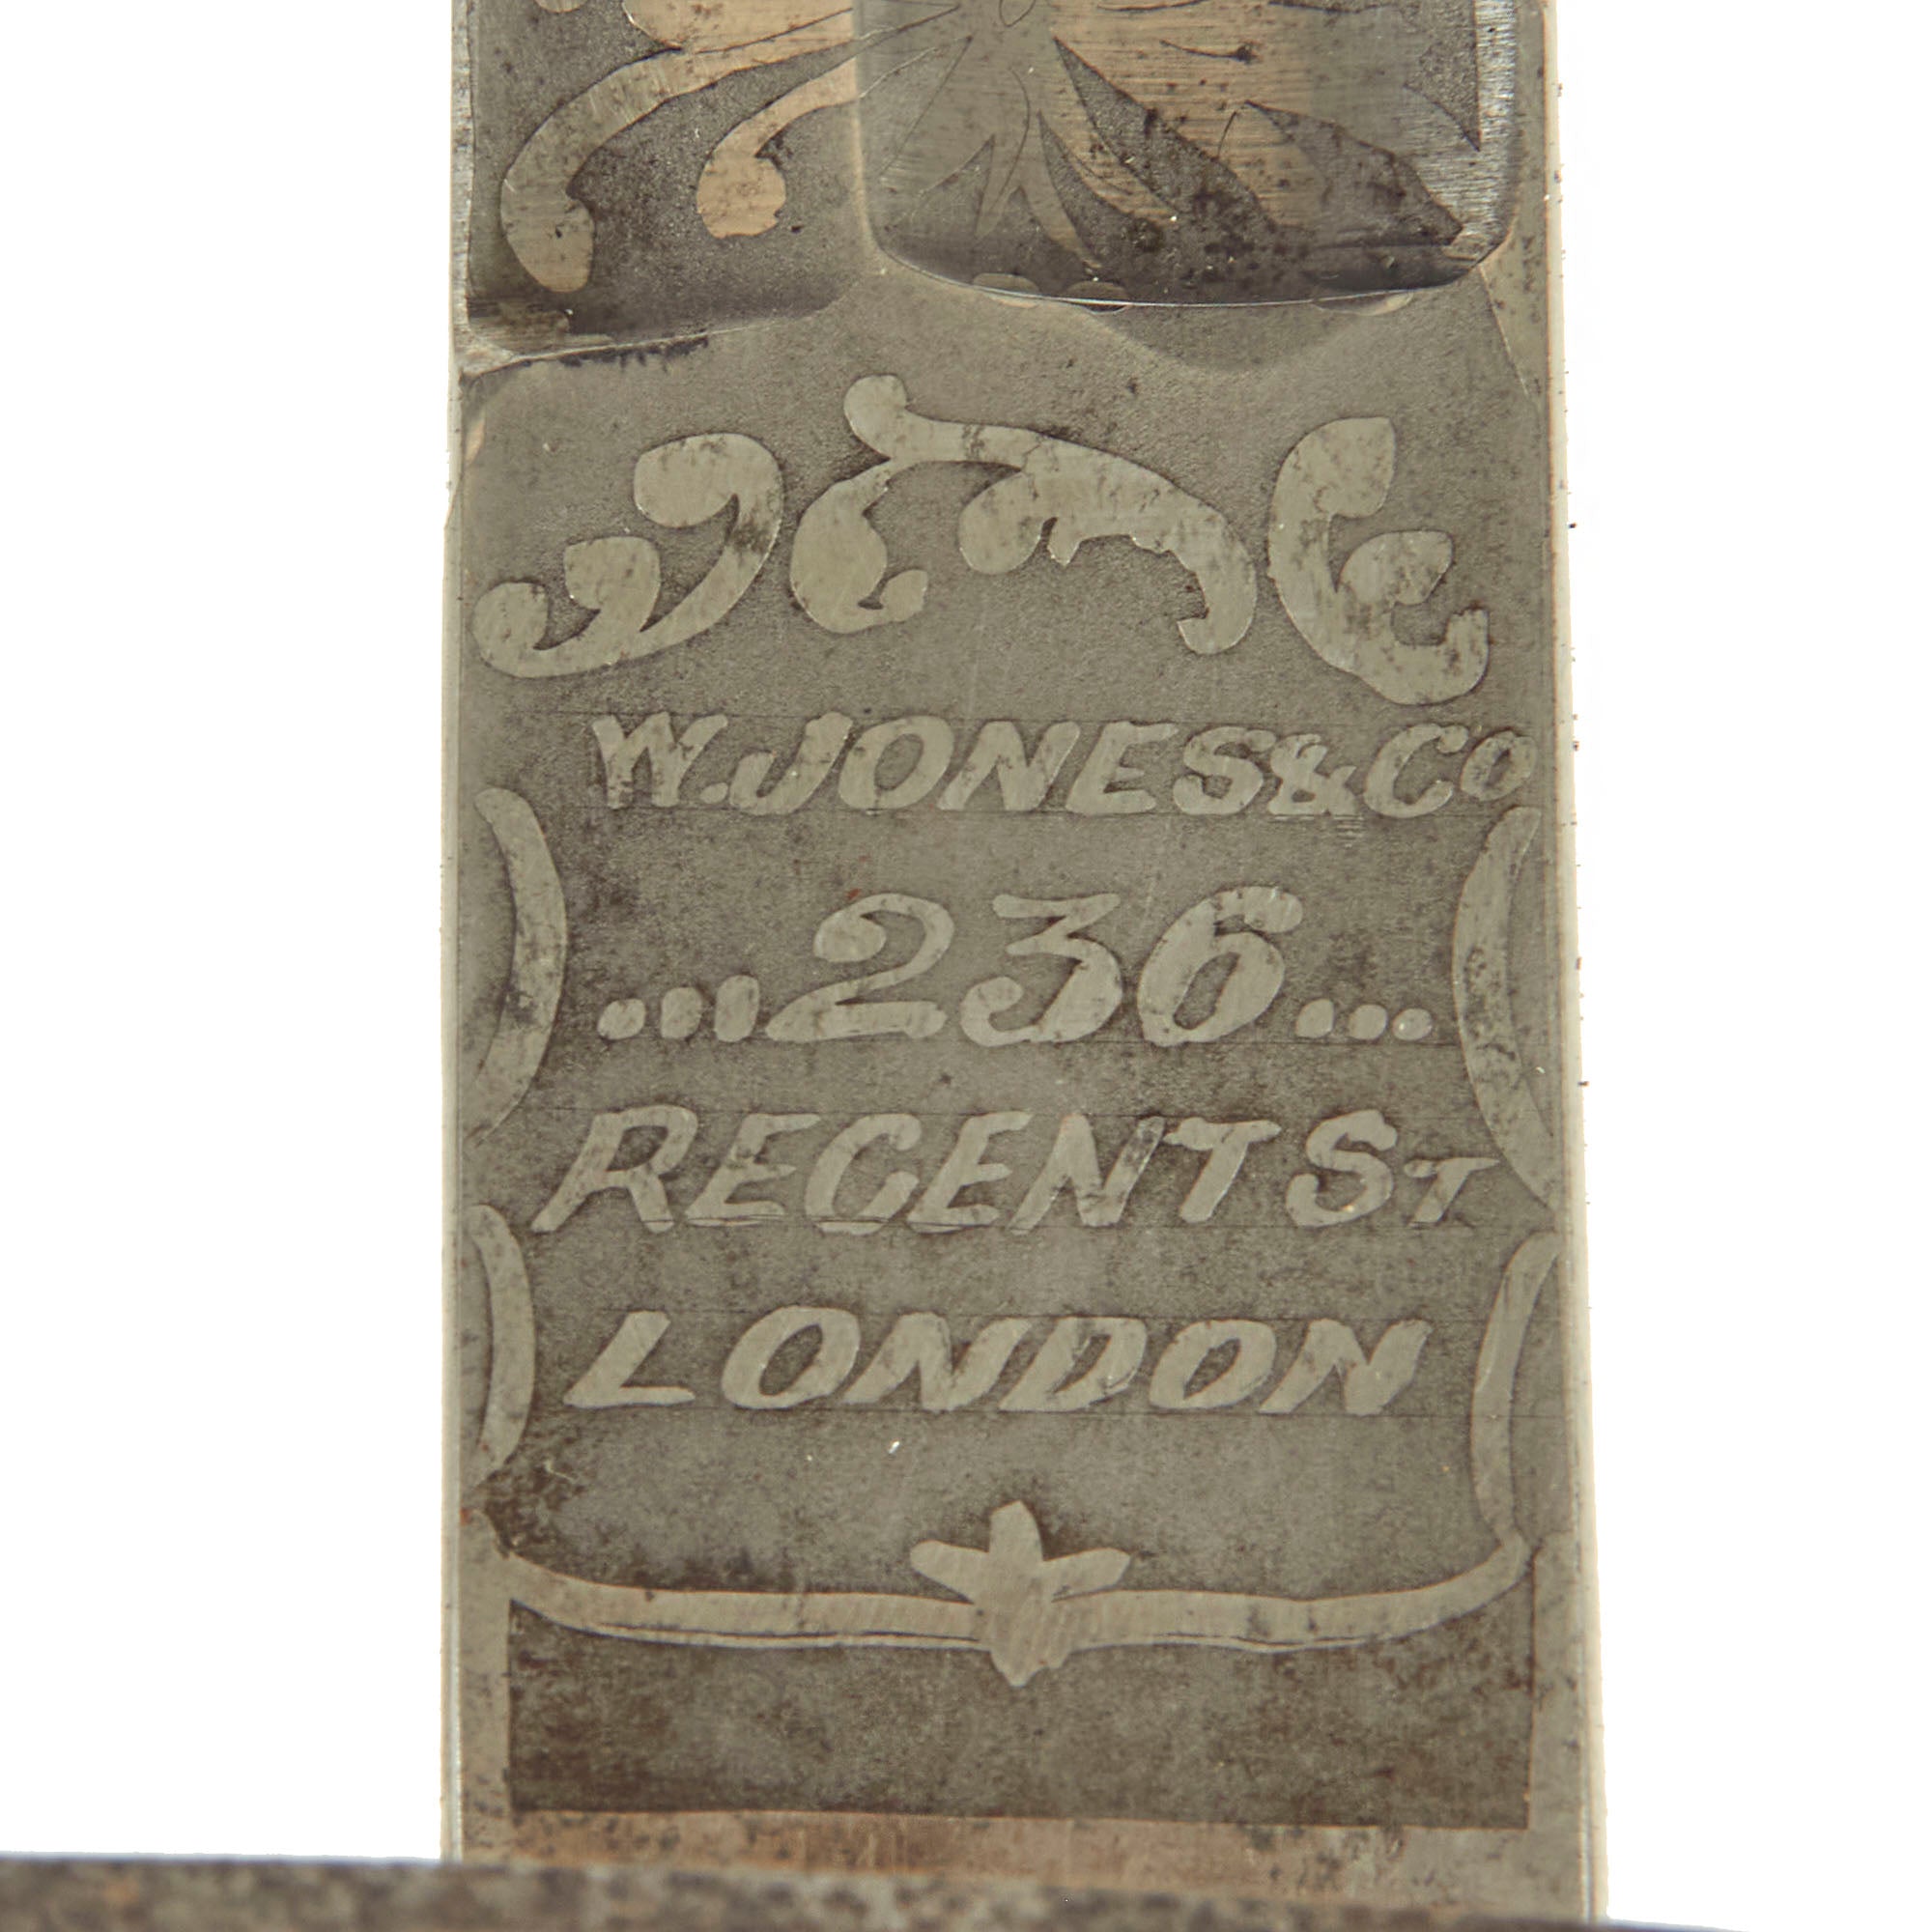 W. JONES & CO
...236...
REGENT ST
LONDON